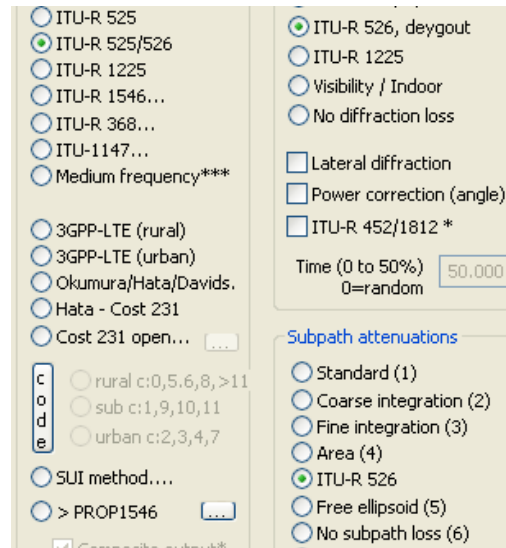 ITU-R 525
ITU-R 525/526
ITU-R 1225
ITU-R 1546...
ITU-R 368...
ITU-1147...
Medium frequency***
3GPP-LTE (rural)
3GPP-LTE (urban)
Okumura/Hata/Davids.
Hata - Cost 231
Cost 231 open...
...
code
rural c:0,5.6,8,>11
sub c:1,9,10,11
urban c:2,3,4,7
SUI method....
> PROP1546
...
Composite output*
ITU-R 526, deygout
ITU-R 1225
Visibility / Indoor
No diffraction loss
Lateral diffraction
Power correction (angle)
ITU-R 452/1812 *
Time (0 to 50%)
0=random
50.000
Subpath attenuations
Standard (1)
Coarse integration (2)
Fine integration (3)
Area (4)
ITU-R 526
Free ellipsoid (5)
No subpath loss (6)